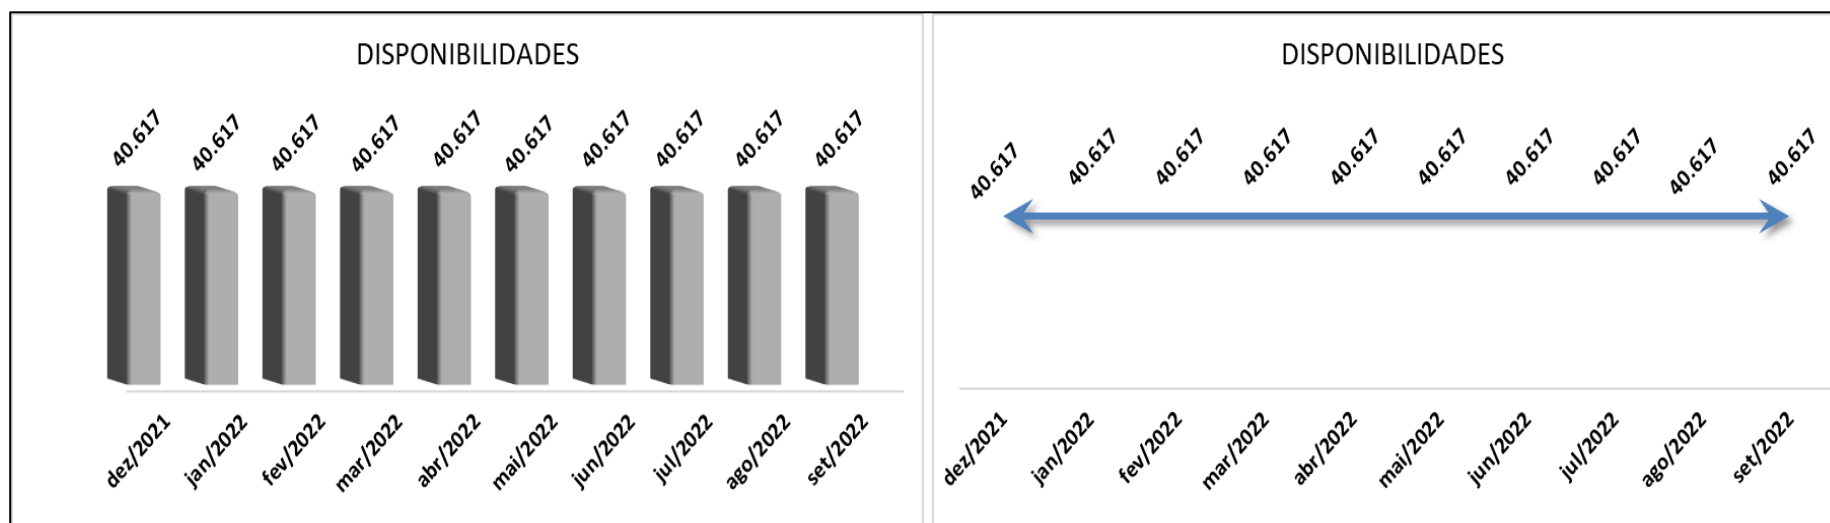 DISPONIBILIDADES
40.617 40.617 40.617 40.617 40.617 40.617 40.617 40.617 40.617 40.617
dez/2021 jan/2022 fev/2022 mar/2022 abr/2022 mai/2022 jun/2022 jul/2022 ago/2022 set/2022
DISPONIBILIDADES
40.617 40.617 40.617 40.617 40.617 40.617 40.617 40.617 40.617 40.617
dez/2021 jan/2022 fev/2022 mar/2022 abr/2022 mai/2022 jun/2022 jul/2022 ago/2022 set/2022